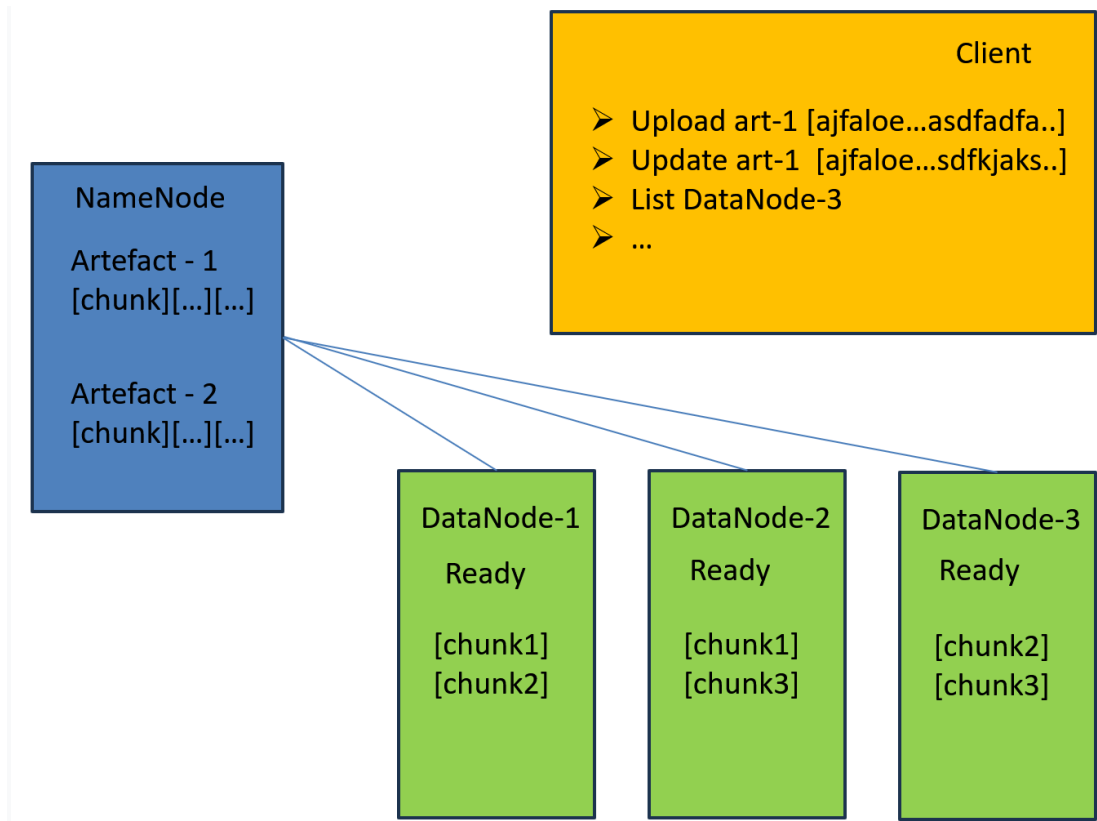 Client
➢ Upload art-1 [ajfaloe...asdfadfa..]
➢ Update art-1 [ajfaloe...sdfkjaks..]
➢ List DataNode-3
➢ ...
NameNode
Artefact - 1
[chunk][...][...]
Artefact - 2
[chunk][...][...]
DataNode-1
Ready
[chunk1]
[chunk2]
DataNode-2
Ready
[chunk1]
[chunk3]
DataNode-3
Ready
[chunk2]
[chunk3]